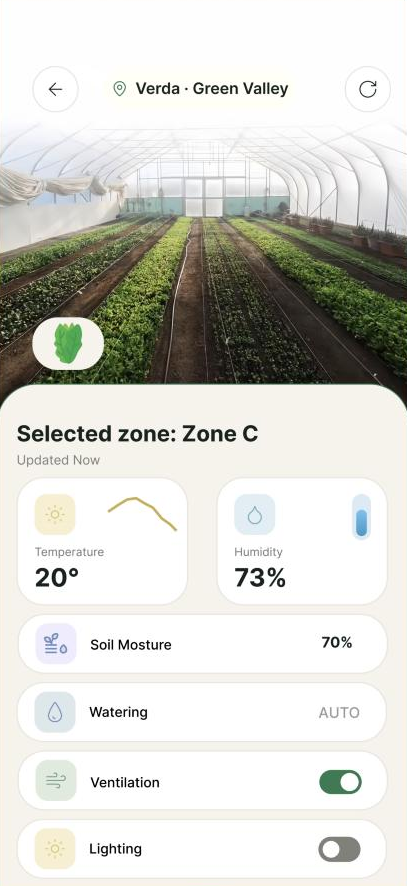 Verda · Green Valley
Selected zone: Zone C
Updated Now
Temperature
20°
Humidity
73%
Soil Mosture 70%
Watering AUTO
Ventilation
Lighting